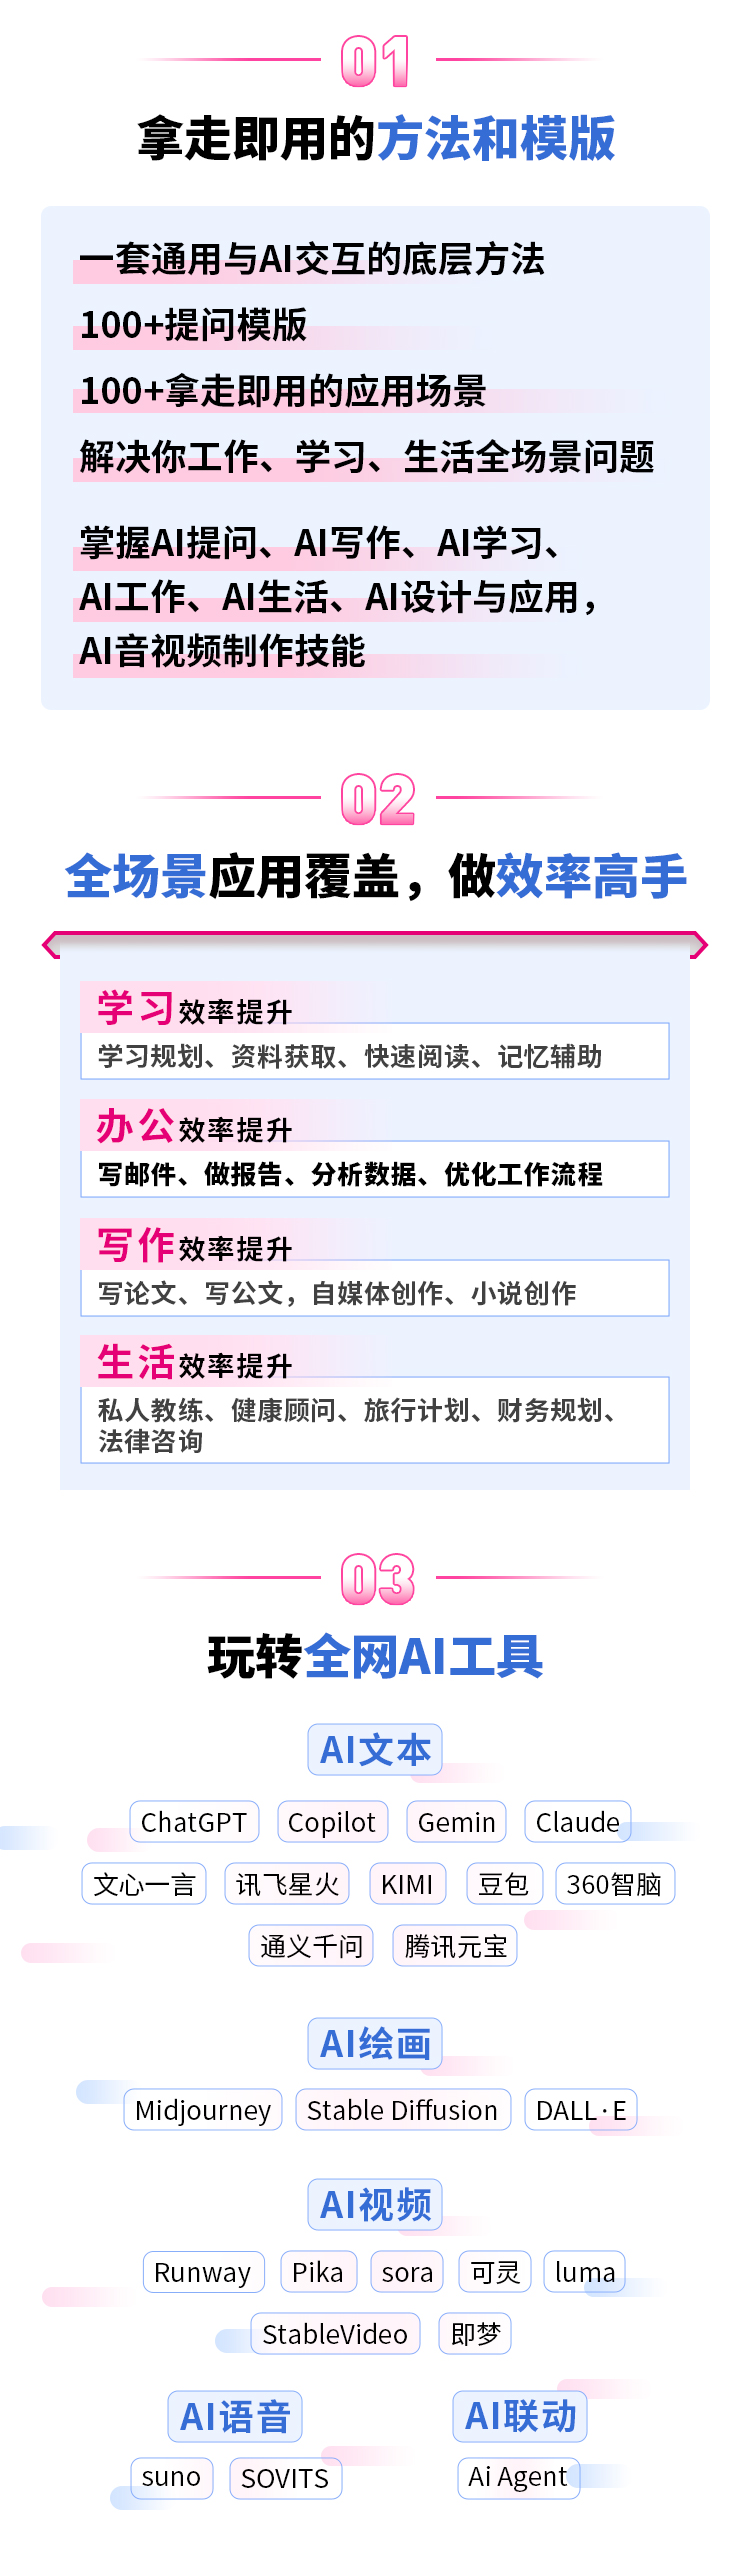 01
拿走即用的方法和模版
一套通用与AI交互的底层方法
100+提问模版
100+拿走即用的应用场景
解决你工作、学习、生活全场景问题
掌握AI提问、AI写作、AI学习、
AI工作、AI生活、AI设计与应用，
AI音视频制作技能
02
全场景应用覆盖，做效率高手
学习效率提升
学习规划、资料获取、快速阅读、记忆辅助
办公效率提升
写邮件、做报告、分析数据、优化工作流程
写作效率提升
写论文、写公文，自媒体创作、小说创作
生活效率提升
私人教练、健康顾问、旅行计划、财务规划、
法律咨询
03
玩转全网AI工具
AI文本
ChatGPT Copilot Gemin Claude
文心一言 讯飞星火 KIMI 豆包 360智脑
通义千问 腾讯元宝
AI绘画
Midjourney Stable Diffusion DALL·E
AI视频
Runway Pika sora 可灵 luma
StableVideo 即梦
AI语音 AI联动
suno SOVITS Ai Agent